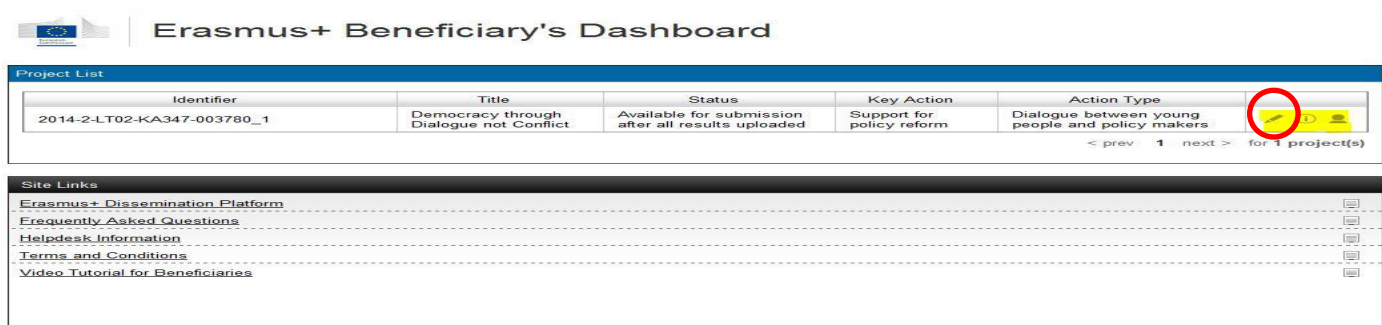 Erasmus+ Beneficiary's Dashboard
Project List
Identifier Title Status Key Action Action Type
2014-2-LT02-KA347-003780_1 Democracy through Dialogue not Conflict Available for submission after all results uploaded Support for policy reform Dialogue between young people and policy makers
< prev 1 next > for 1 project(s)
Site Links
Erasmus+ Dissemination Platform
Frequently Asked Questions
Helpdesk Information
Terms and Conditions
Video Tutorial for Beneficiaries